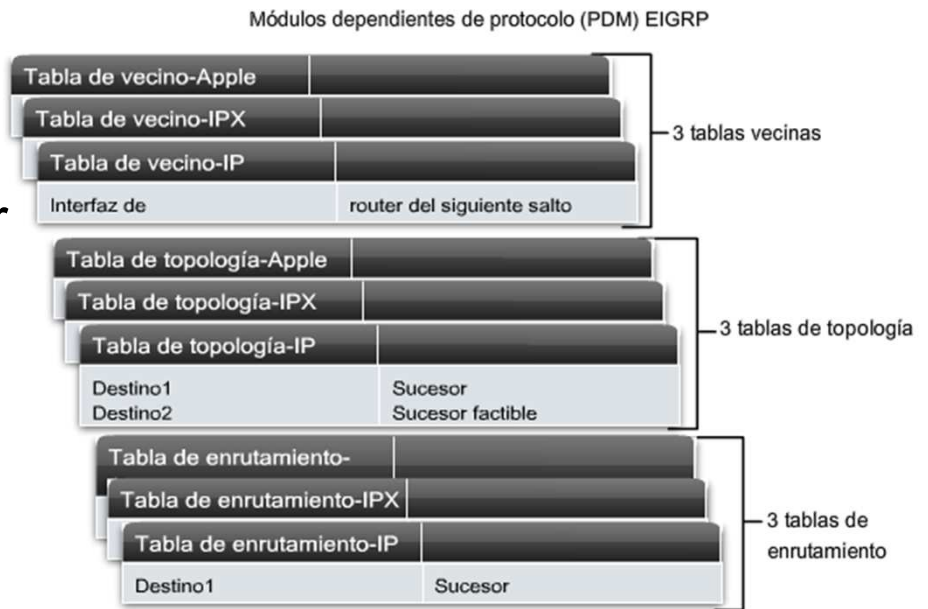 Módulos dependientes de protocolo (PDM) EIGRP
Tabla de vecino-Apple
Tabla de vecino-IPX
Tabla de vecino-IP
Interfaz de router del siguiente salto
3 tablas vecinas
r
Tabla de topología-Apple
Tabla de topología-IPX
Tabla de topología-IP
Destino1 Sucesor
Destino2 Sucesor factible
3 tablas de topología
Tabla de enrutamiento-
Tabla de enrutamiento-IPX
Tabla de enrutamiento-IP
Destino1 Sucesor
3 tablas de
enrutamiento